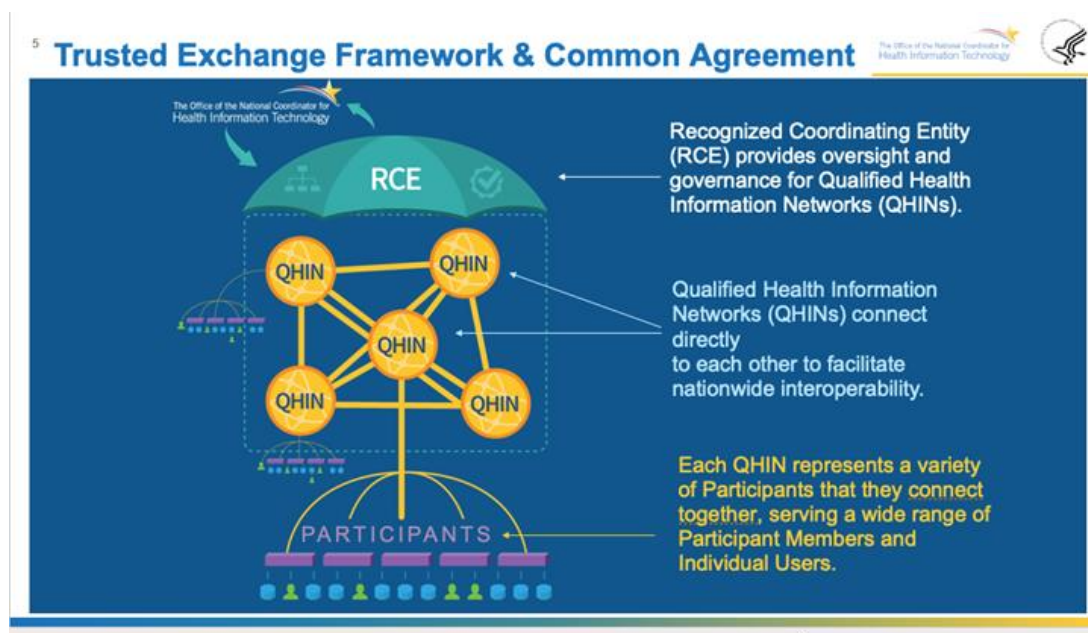 5
Trusted Exchange Framework & Common Agreement
The Office of the National Coordinator for
Health Information Technology
The Office of the National Coordinator for
Health Information Technology
RCE
Recognized Coordinating Entity
(RCE) provides oversight and
governance for Qualified Health
Information Networks (QHINs).
QHIN
QHIN
QHIN
QHIN
QHIN
Qualified Health Information
Networks (QHINs) connect
directly
to each other to facilitate
nationwide interoperability.
Each QHIN represents a variety
of Participants that they connect
together, serving a wide range of
Participant Members and
Individual Users.
PARTICIPANTS